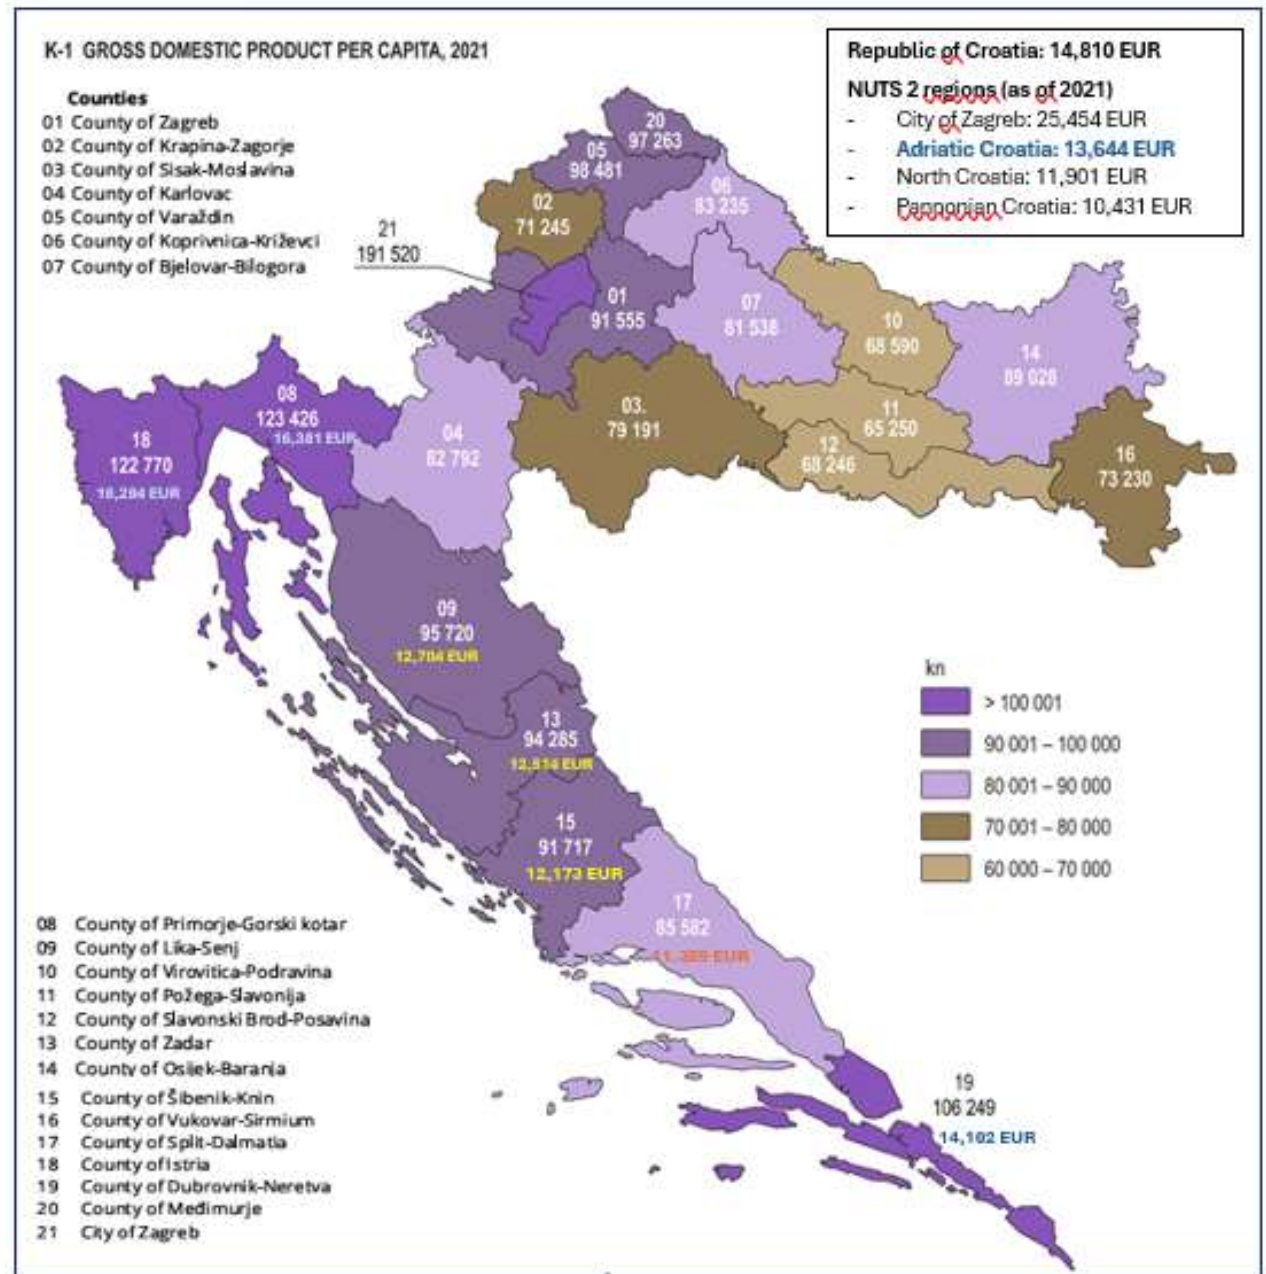 K-1 GROSS DOMESTIC PRODUCT PER CAPITA, 2021
Republic of Croatia: 14,810 EUR
NUTS 2 regions (as of 2021)
- City of Zagreb: 25,454 EUR
- Adriatic Croatia: 13,644 EUR
- North Croatia: 11,901 EUR
- Pannonian Croatia: 10,431 EUR
Counties
01 County of Zagreb
02 County of Krapina-Zagorje
03 County of Sisak-Moslavina
04 County of Karlovac
05 County of Varaždin
06 County of Koprivnica-Križevci
07 County of Bjelovar-Bilogora
20
97 263
05
98 481
06
83 235
02
71 245
21
191 520
01
91 555
07
81 538
10
68 590
14
89 028
08
123 426
16,381 EUR
18
122 770
16,294 EUR
04
82 792
03.
79 191
11
65 250
12
68 246
16
73 230
09
95 720
12,704 EUR
13
94 285
12,514 EUR
15
91 717
12,173 EUR
17
85 582
EUR
19
106 249
14,102 EUR
kn
> 100 001
90 001 – 100 000
80 001 – 90 000
70 001 – 80 000
60 000 – 70 000
08 County of Primorje-Gorski kotar
09 County of Lika-Senj
10 County of Virovitica-Podravina
11 County of Požega-Slavonija
12 County of Slavonski Brod-Posavina
13 County of Zadar
14 County of Osijek-Baranja
15 County of Šibenik-Knin
16 County of Vukovar-Sirmium
17 County of Split-Dalmatia
18 County of Istria
19 County of Dubrovnik-Neretva
20 County of Međimurje
21 City of Zagreb